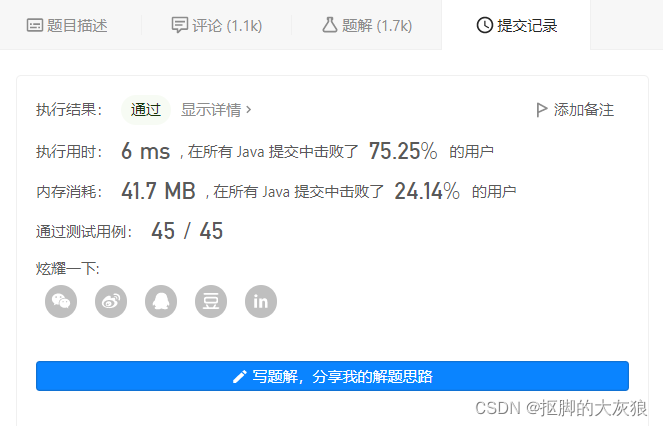 题目描述 评论 (1.1k) 题解 (1.7k) 提交记录
执行结果： 通过 显示详情 > 添加备注
执行用时： 6 ms , 在所有 Java 提交中击败了 75.25% 的用户
内存消耗： 41.7 MB , 在所有 Java 提交中击败了 24.14% 的用户
通过测试用例： 45 / 45
炫耀一下:
豆 in
写题解，分享我的解题思路
CSDN @抠脚的大灰狼